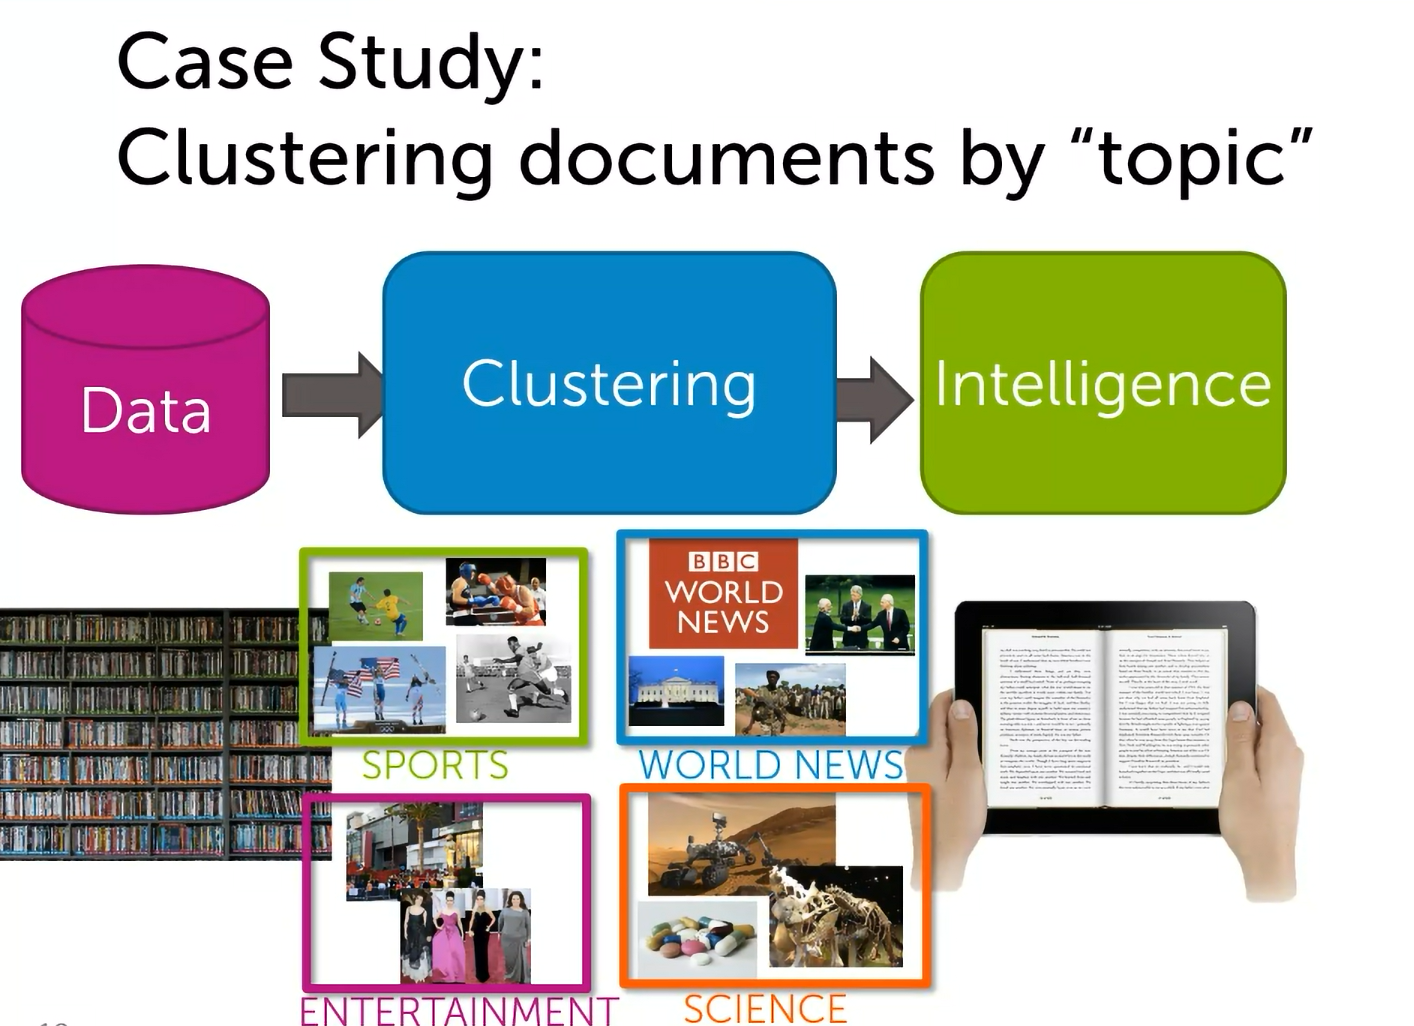 Case Study:
Clustering documents by “topic”
Data
Clustering
Intelligence
BBC
WORLD
NEWS
SPORTS
WORLD NEWS
ENTERTAINMENT
SCIENCE